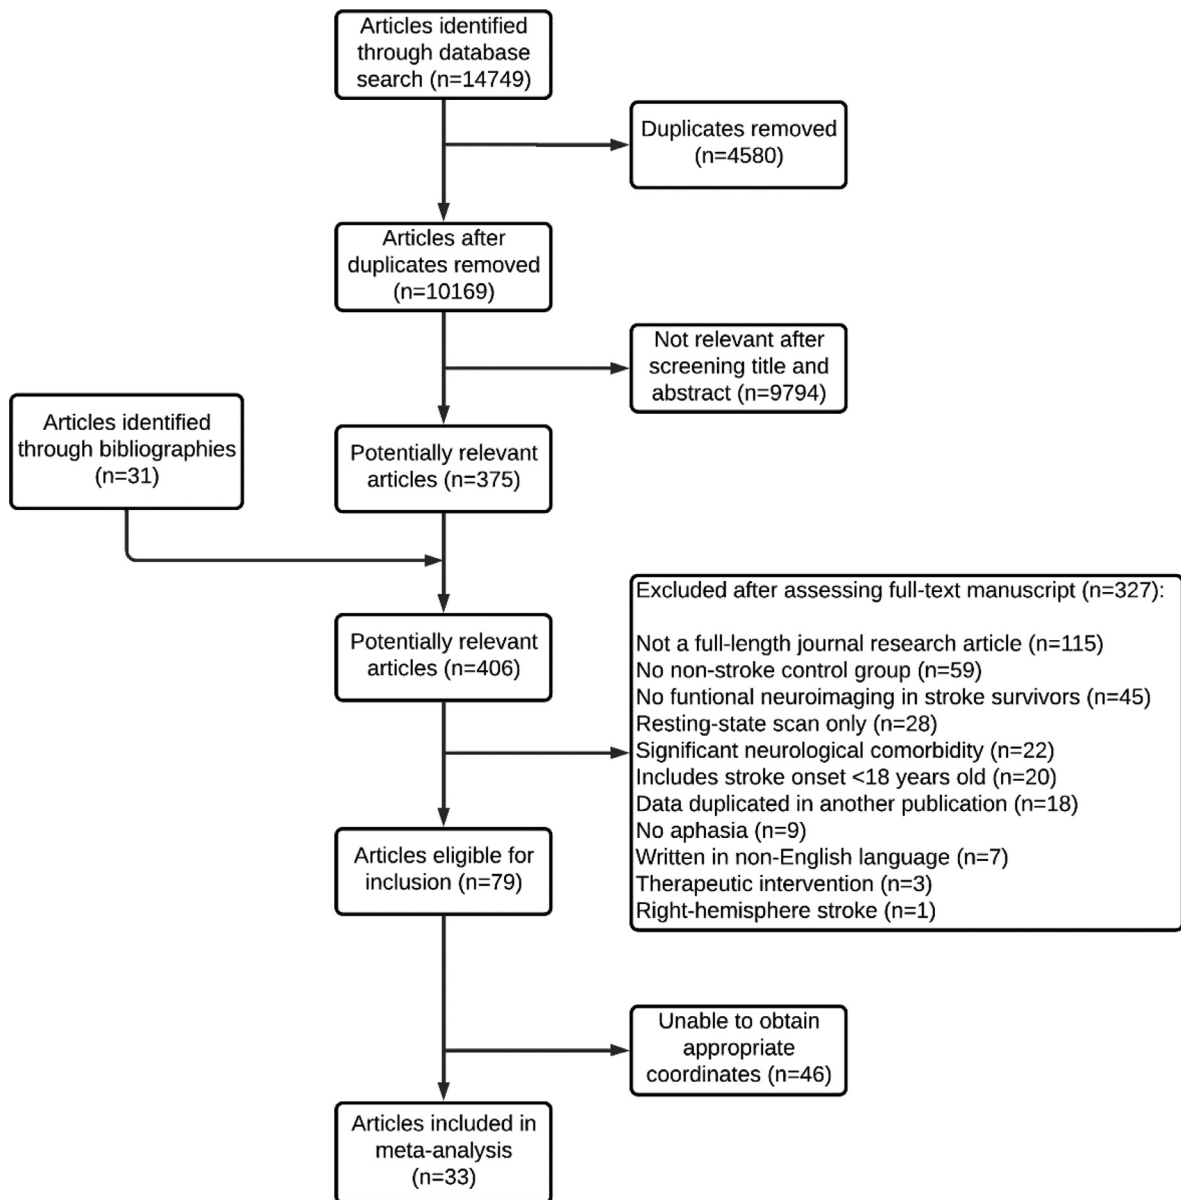 Articles identified
through database
search (n=14749)
Duplicates removed
(n=4580)
Articles after
duplicates removed
(n=10169)
Not relevant after
screening title and
abstract (n=9794)
Articles identified
through bibliographies
(n=31)
Potentially relevant
articles (n=375)
Potentially relevant
articles (n=406)
Excluded after assessing full-text manuscript (n=327):
Not a full-length journal research article (n=115)
No non-stroke control group (n=59)
No funtional neuroimaging in stroke survivors (n=45)
Resting-state scan only (n=28)
Significant neurological comorbidity (n=22)
Includes stroke onset <18 years old (n=20)
Data duplicated in another publication (n=18)
No aphasia (n=9)
Written in non-English language (n=7)
Therapeutic intervention (n=3)
Right-hemisphere stroke (n=1)
Articles eligible for
inclusion (n=79)
Unable to obtain
appropriate
coordinates (n=46)
Articles included in
meta-analysis
(n=33)